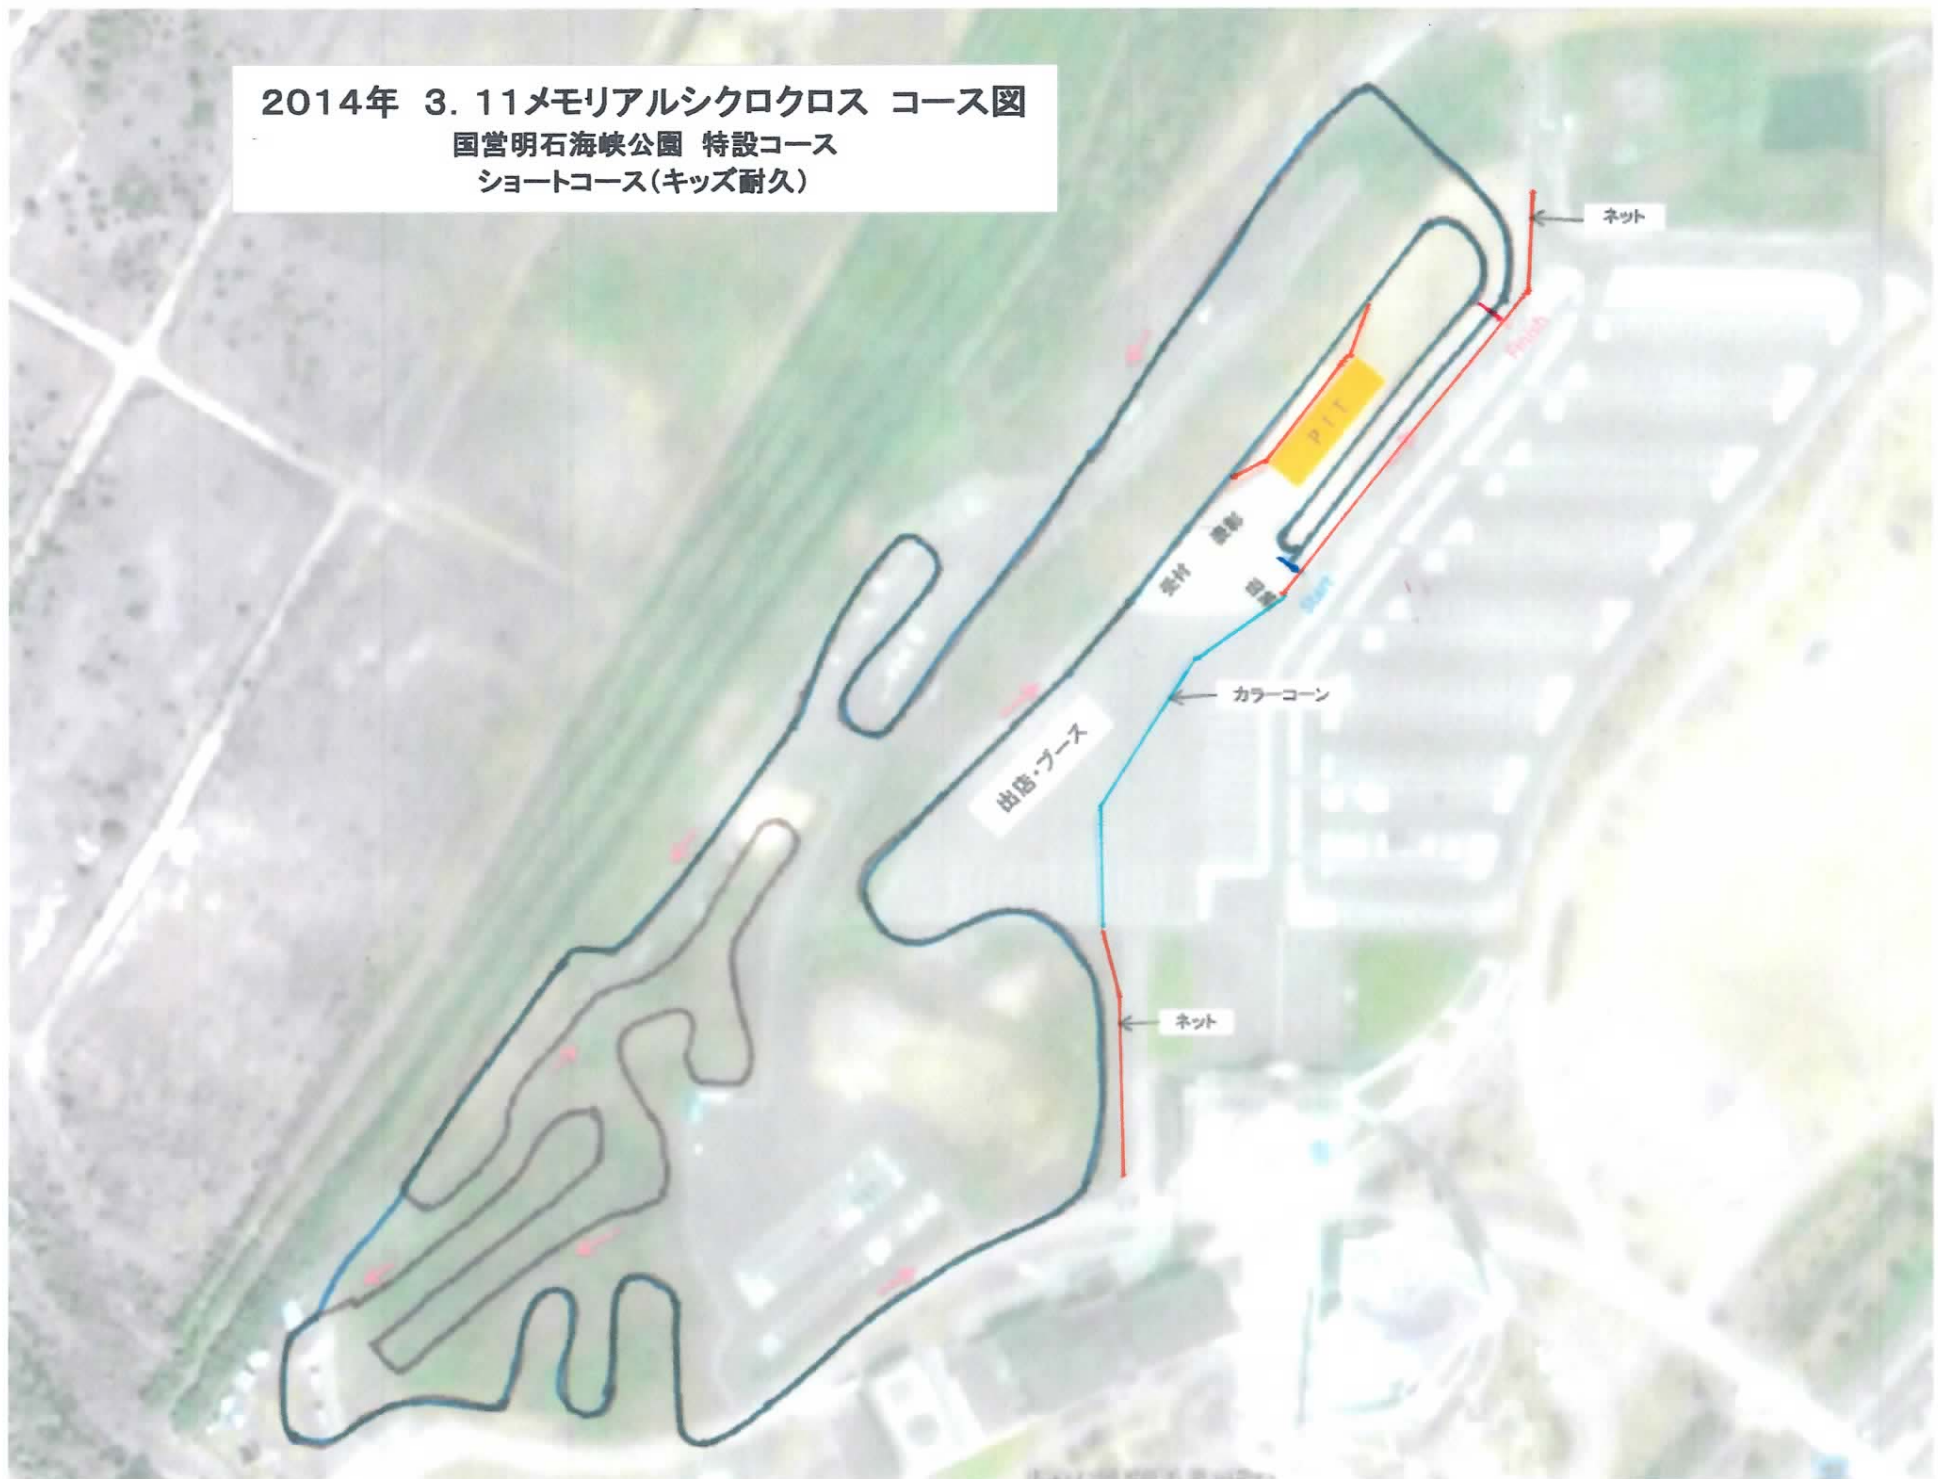 2014年 3. 11メモリアルシクロクロス コース図
国営明石海峡公園 特設コース
ショートコース(キッズ耐久)
ネット
Finish
PIT
表彰
受付
Start
カラーコーン
出店・ブース
ネット